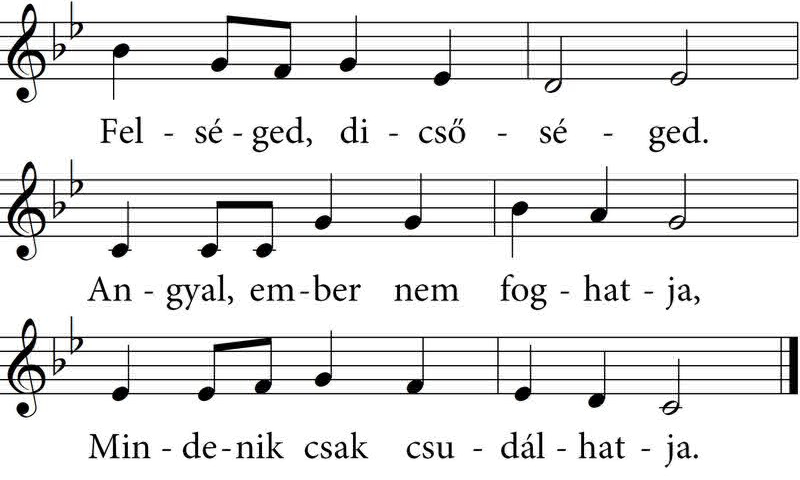 Fel - sé - ged, di - cső - sé - ged.
An - gyal, em - ber nem fog - hat - ja,
Min - de - nik csak csu - dál - hat - ja.